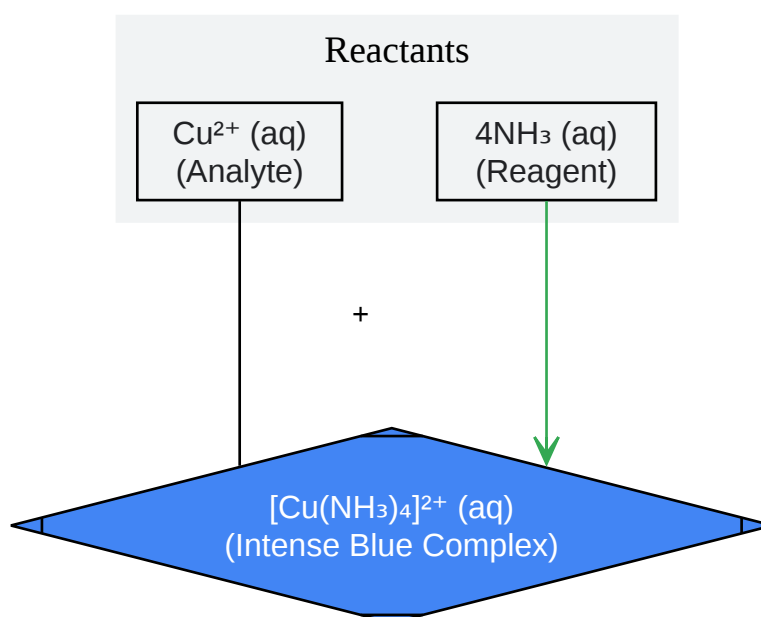 Reactants
Cu²⁺ (aq)
(Analyte)
4NH₃ (aq)
(Reagent)
+
[Cu(NH₃)₄]²⁺ (aq)
(Intense Blue Complex)